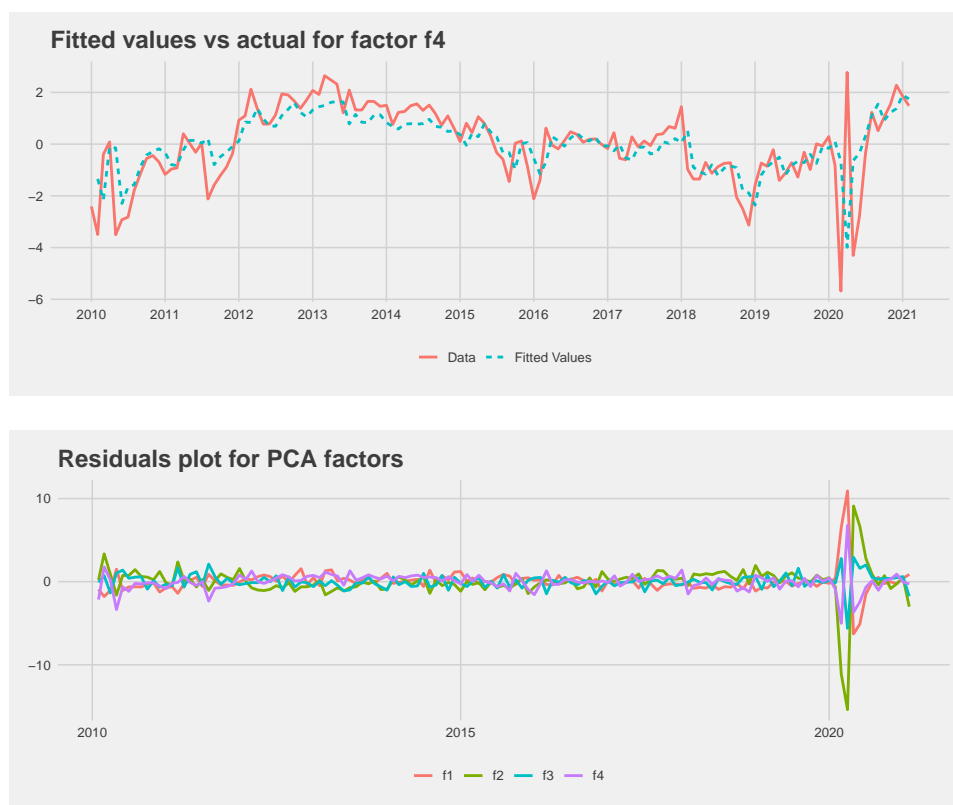 Fitted values vs actual for factor f4
2
0
−2
−4
−6
2010 2011 2012 2013 2014 2015 2016 2017 2018 2019 2020 2021
Data Fitted Values
Residuals plot for PCA factors
10
0
−10
2010 2015 2020
f1 f2 f3 f4